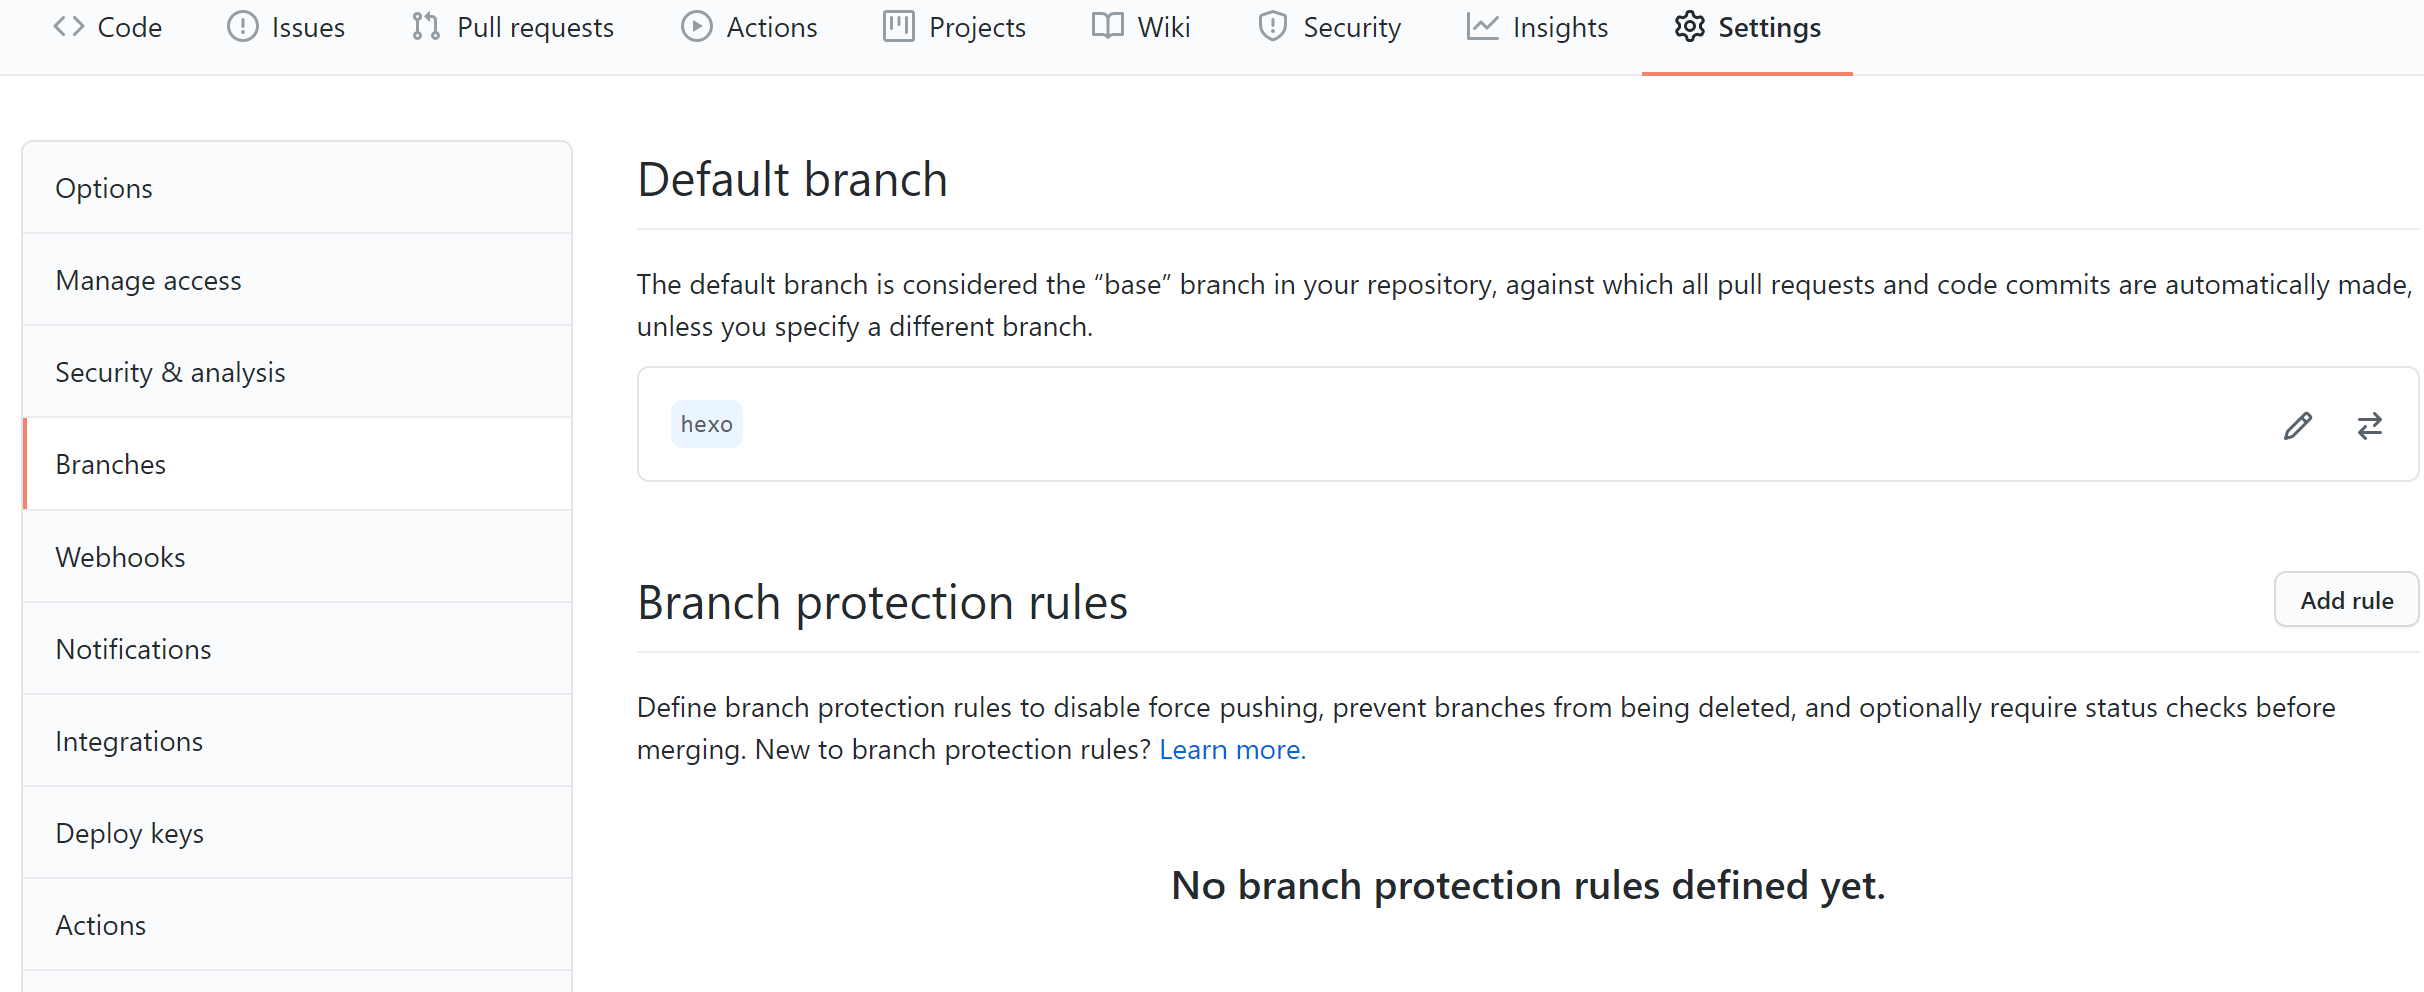 Code Issues Pull requests Actions Projects Wiki Security Insights Settings
Options
Manage access
Security & analysis
Branches
Webhooks
Notifications
Integrations
Deploy keys
Actions
Default branch
The default branch is considered the “base” branch in your repository, against which all pull requests and code commits are automatically made,
unless you specify a different branch.
hexo
Branch protection rules
Add rule
Define branch protection rules to disable force pushing, prevent branches from being deleted, and optionally require status checks before
merging. New to branch protection rules? Learn more.
No branch protection rules defined yet.